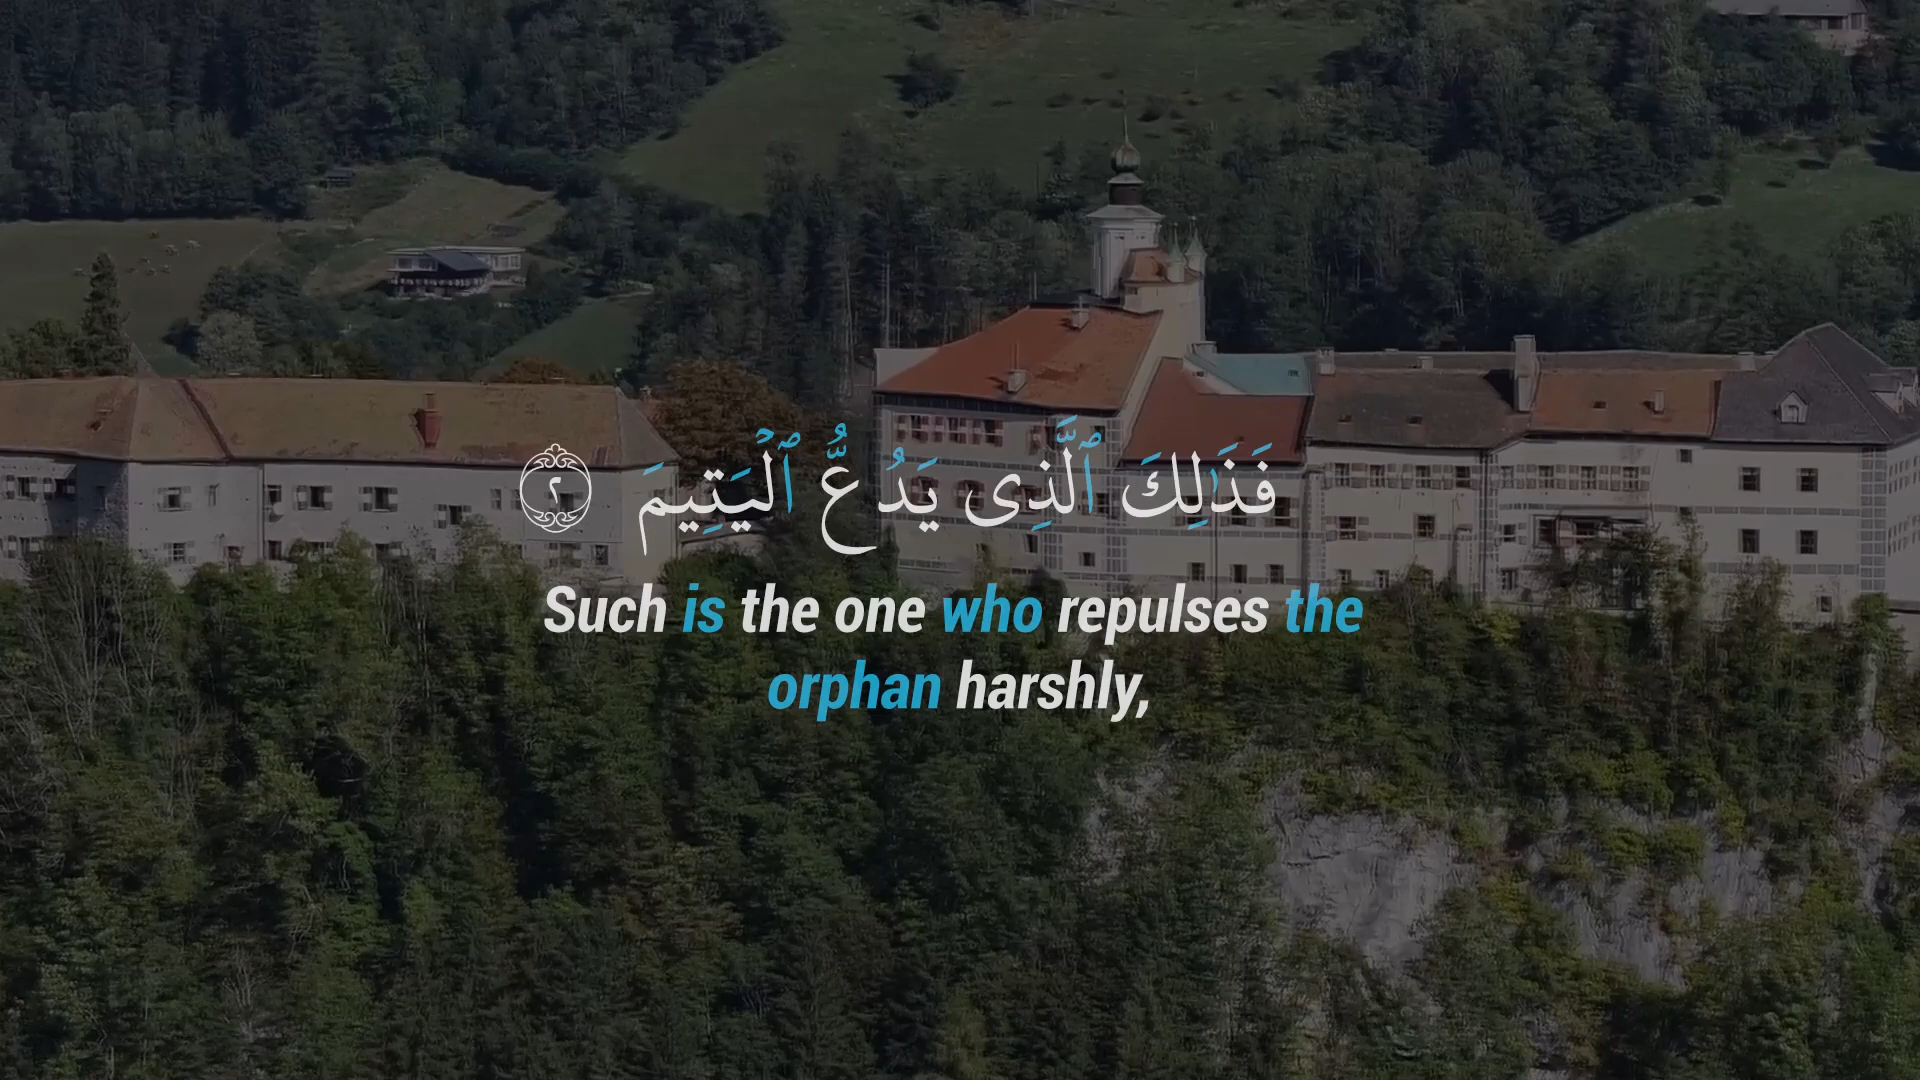 فَذَٰلِكَ ٱلَّذِى يَدُعُّ ٱلْيَتِيمَ ٢
Such is the one who repulses the
orphan harshly,